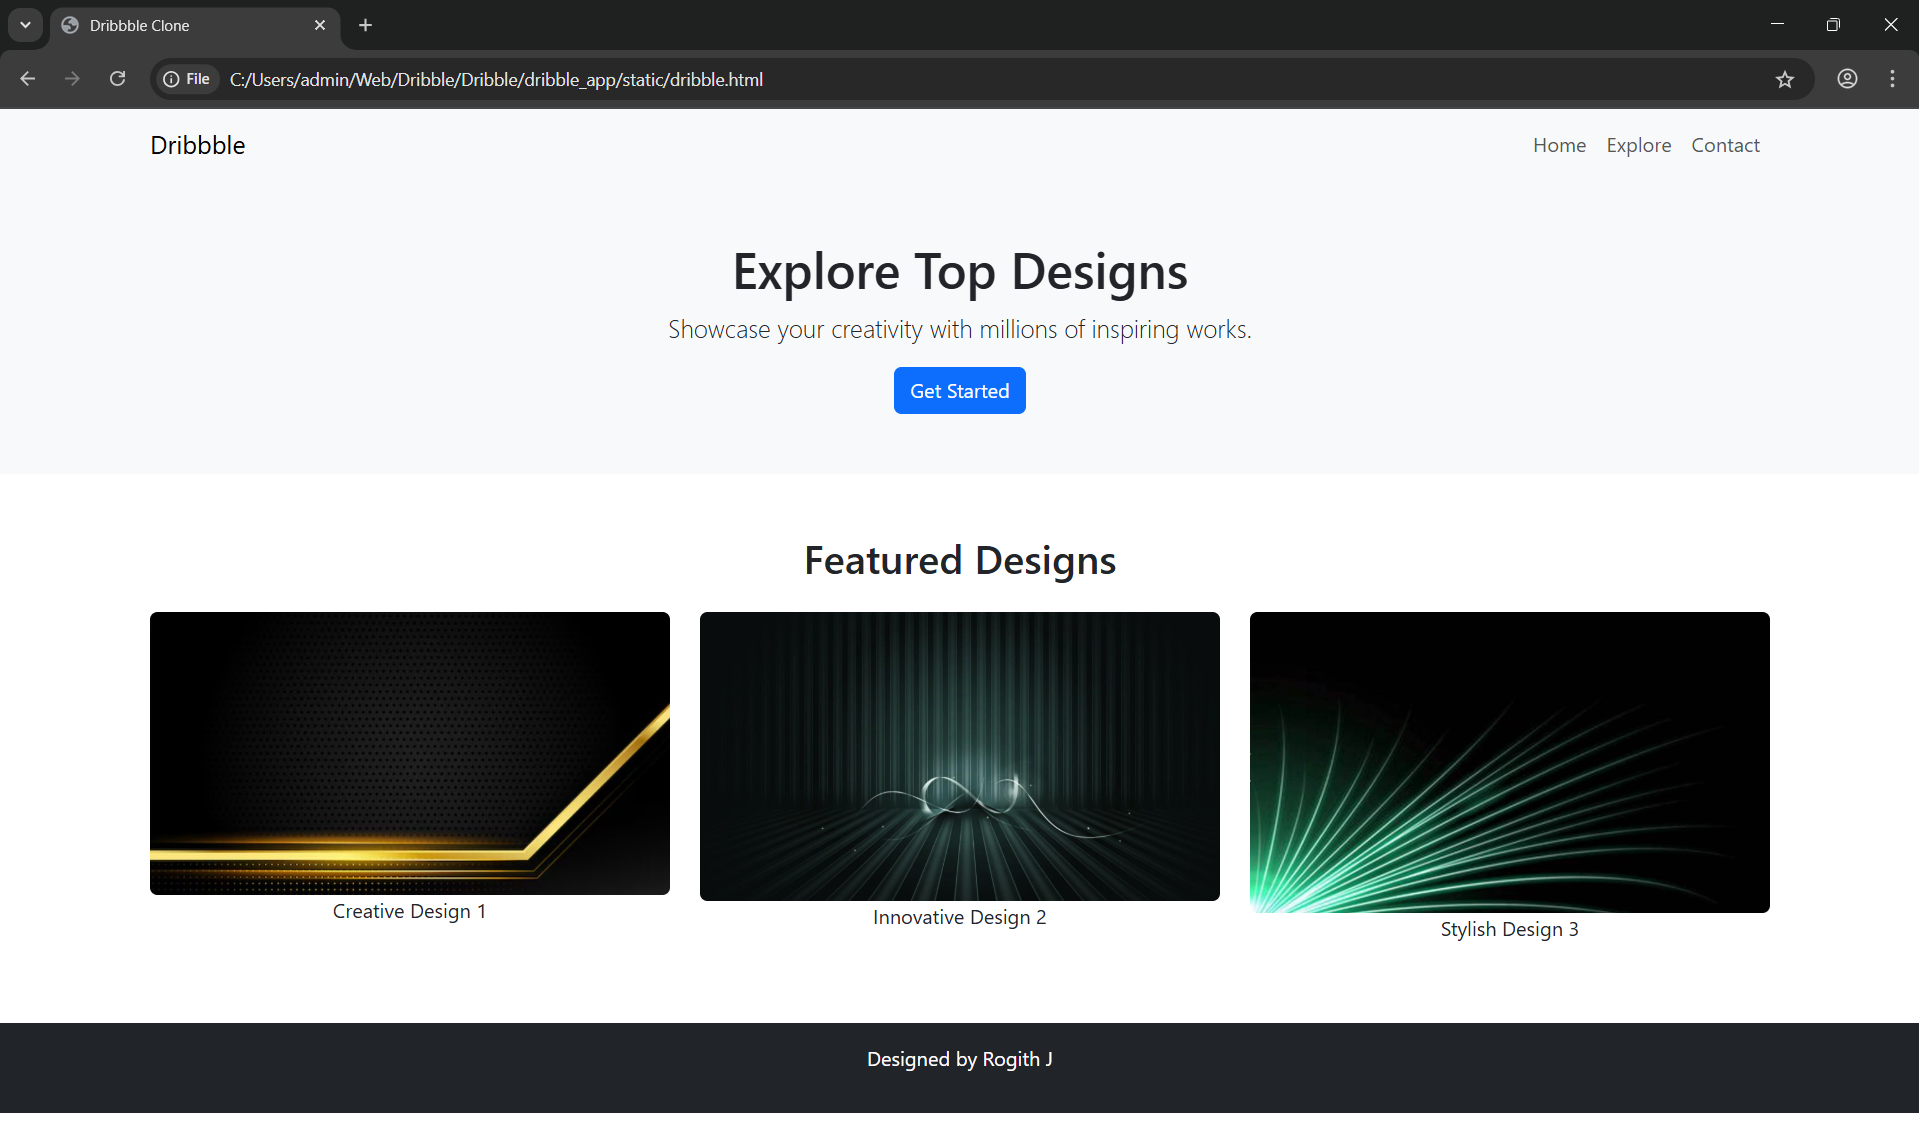 Dribbble Clone
File
C:/Users/admin/Web/Dribble/Dribble/dribble_app/static/dribble.html
Dribbble
Home Explore Contact
Explore Top Designs
Showcase your creativity with millions of inspiring works.
Get Started
Featured Designs
Creative Design 1
Innovative Design 2
Stylish Design 3
Designed by Rogith J